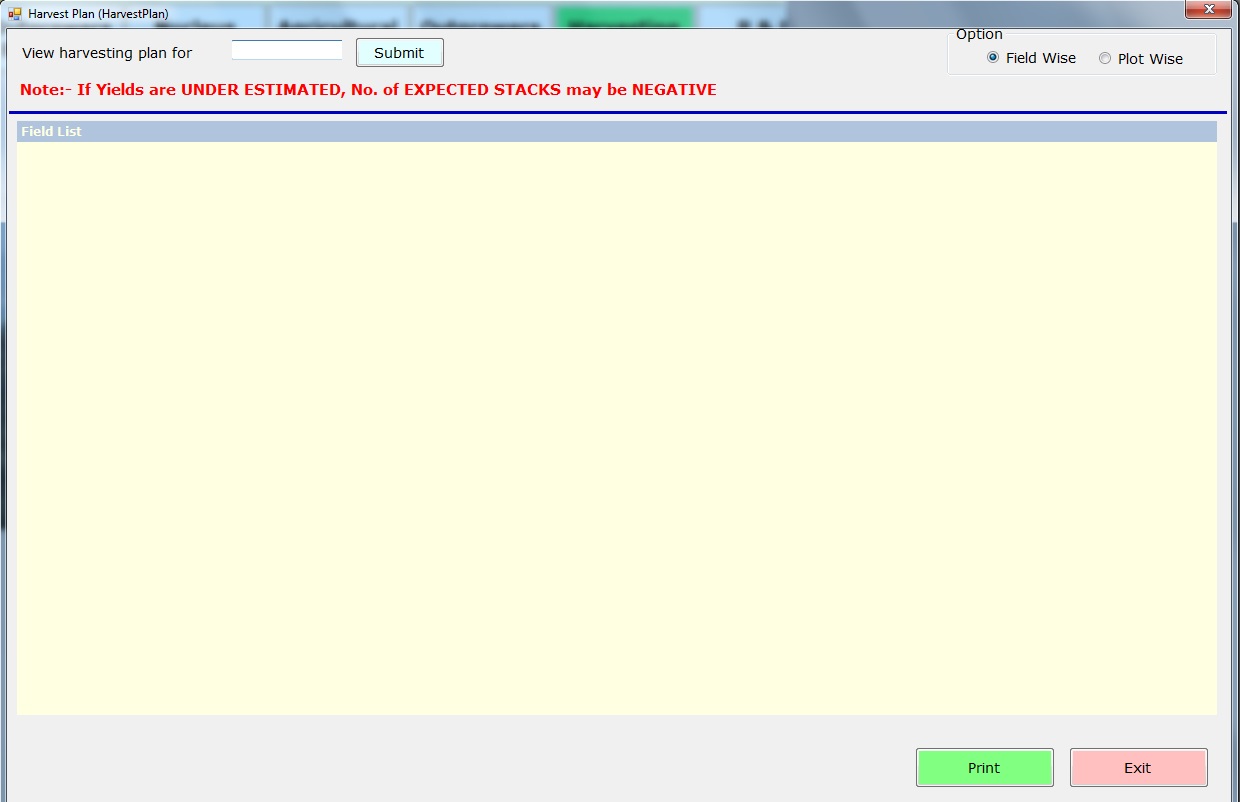 Harvest Plan (HarvestPlan)
Harvesting
View harvesting plan for
Submit
Option
Field Wise
Plot Wise
Note:- If Yields are UNDER ESTIMATED, No. of EXPECTED STACKS may be NEGATIVE
Field List
Print
Exit